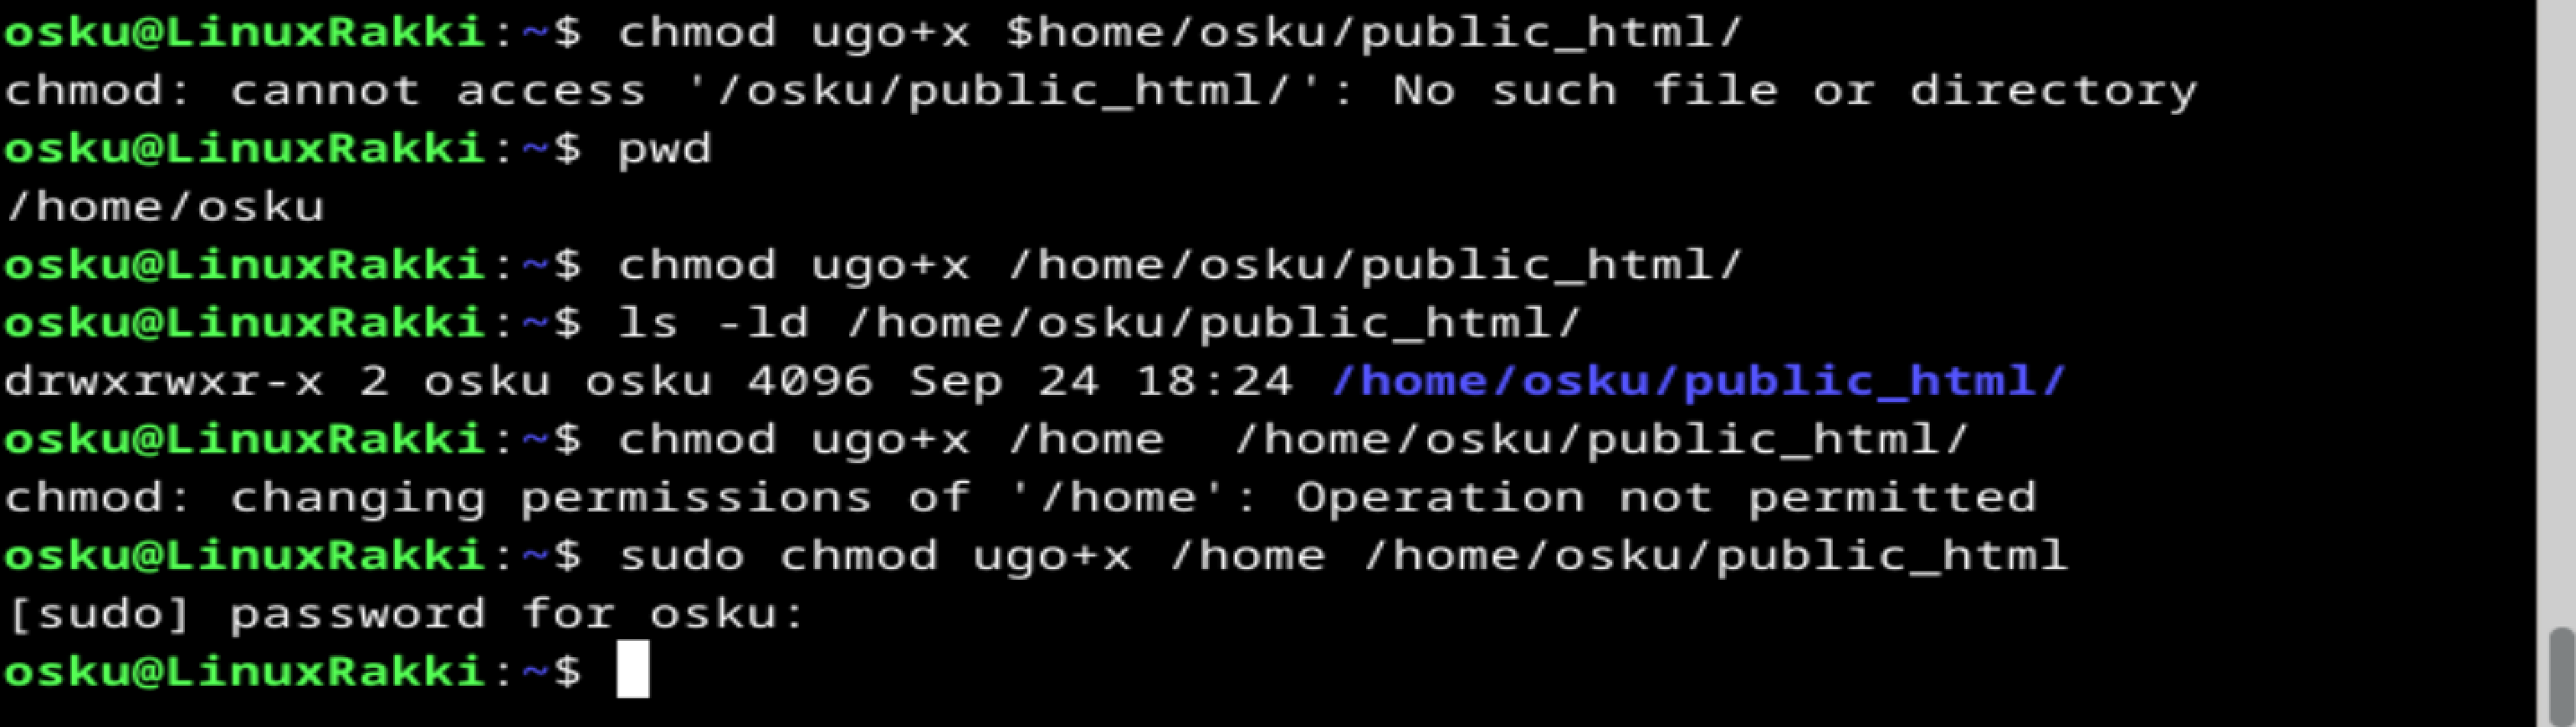 osku@LinuxRakki:~$ chmod ugo+x $home/osku/public_html/
chmod: cannot access '/osku/public_html/': No such file or directory
osku@LinuxRakki:~$ pwd
/home/osku
osku@LinuxRakki:~$ chmod ugo+x /home/osku/public_html/
osku@LinuxRakki:~$ ls -ld /home/osku/public_html/
drwxrwxr-x 2 osku osku 4096 Sep 24 18:24 /home/osku/public_html/
osku@LinuxRakki:~$ chmod ugo+x /home  /home/osku/public_html/
chmod: changing permissions of '/home': Operation not permitted
osku@LinuxRakki:~$ sudo chmod ugo+x /home /home/osku/public_html
[sudo] password for osku:
osku@LinuxRakki:~$